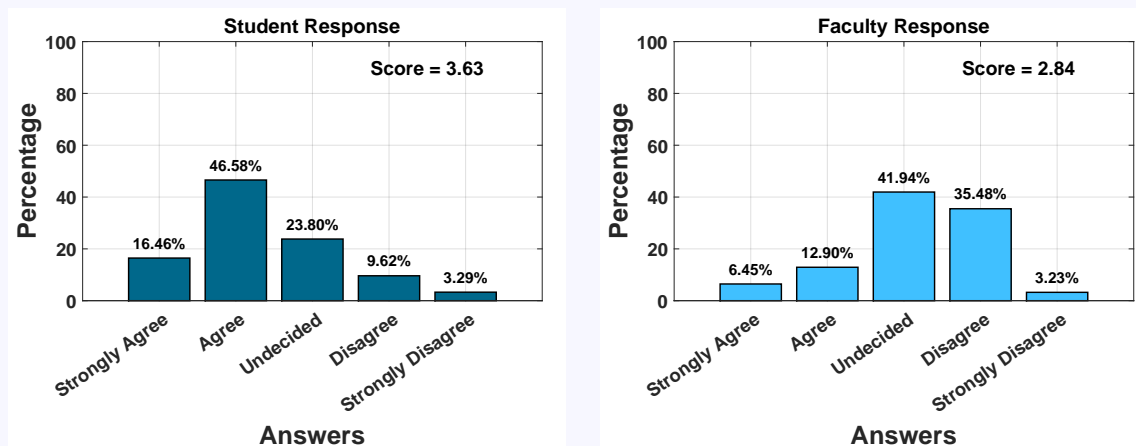 Student Response
Score = 3.63
Percentage
100
80
60
40
20
0
16.46%
46.58%
23.80%
9.62%
3.29%
Strongly Agree
Agree
Undecided
Disagree
Strongly Disagree
Answers
Faculty Response
Score = 2.84
Percentage
100
80
60
40
20
0
6.45%
12.90%
41.94%
35.48%
3.23%
Strongly Agree
Agree
Undecided
Disagree
Strongly Disagree
Answers